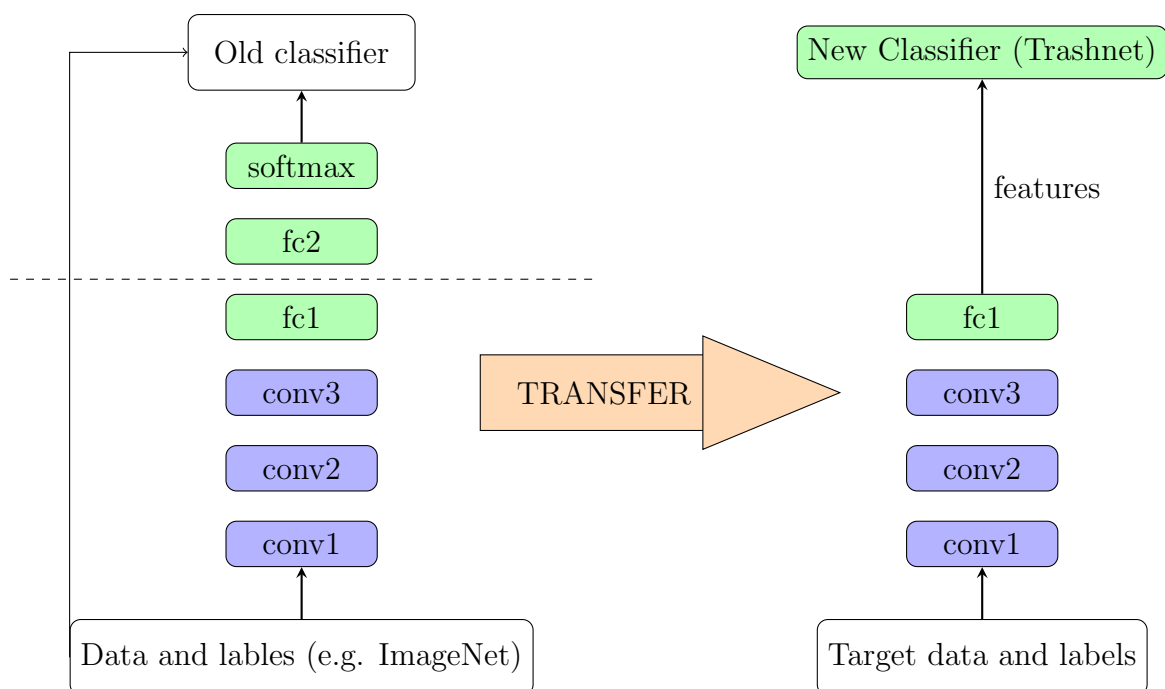 Old classifier
softmax
fc2
fc1
conv3
conv2
conv1
Data and lables (e.g. ImageNet)
TRANSFER
New Classifier (Trashnet)
features
fc1
conv3
conv2
conv1
Target data and labels